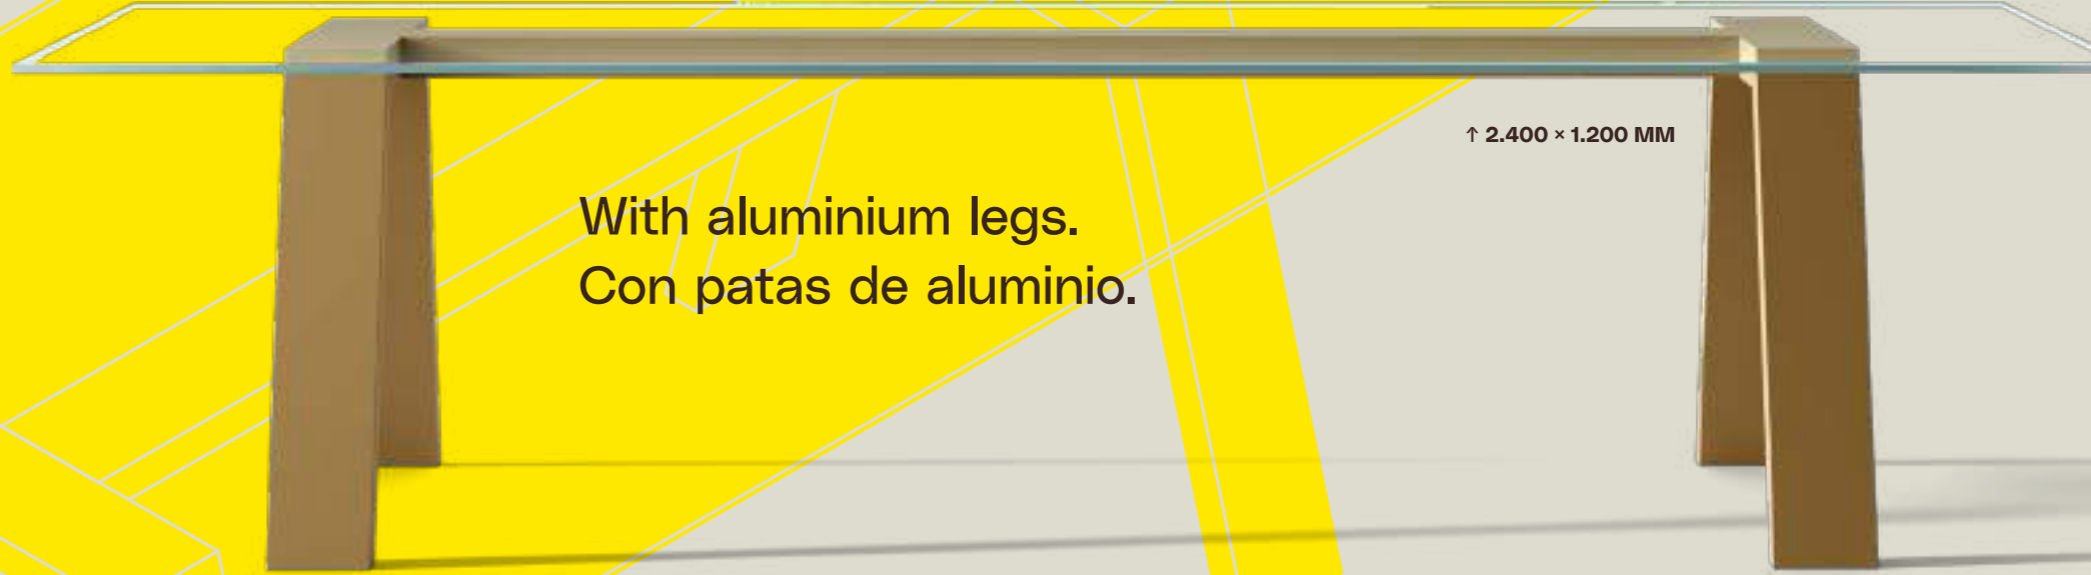 ↑ 2.400 × 1.200 MM
With aluminium legs.
Con patas de aluminio.